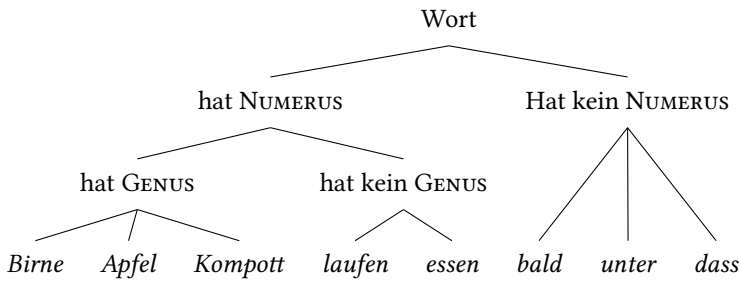 Wort
hat NUMERUS Hat kein NUMERUS
hat GENUS hat kein GENUS
Birne Apfel Kompott laufen essen bald unter dass